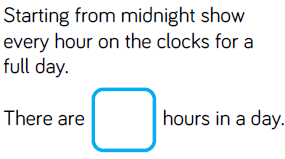 Starting from midnight show
every hour on the clocks for a
full day.
There are hours in a day.